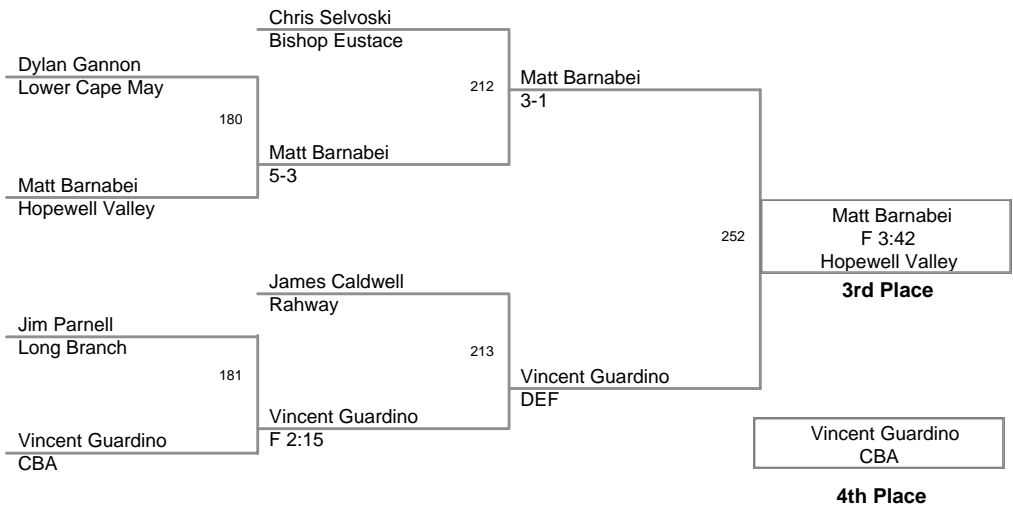 Chris Selvoski
Bishop Eustace
Dylan Gannon
Lower Cape May
212
Matt Barnabei
3-1
180
Matt Barnabei
5-3
Matt Barnabei
Hopewell Valley
252
Matt Barnabei
F 3:42
Hopewell Valley
3rd Place
James Caldwell
Rahway
Jim Parnell
Long Branch
213
181
Vincent Guardino
DEF
Vincent Guardino
F 2:15
Vincent Guardino
CBA
Vincent Guardino
CBA
4th Place